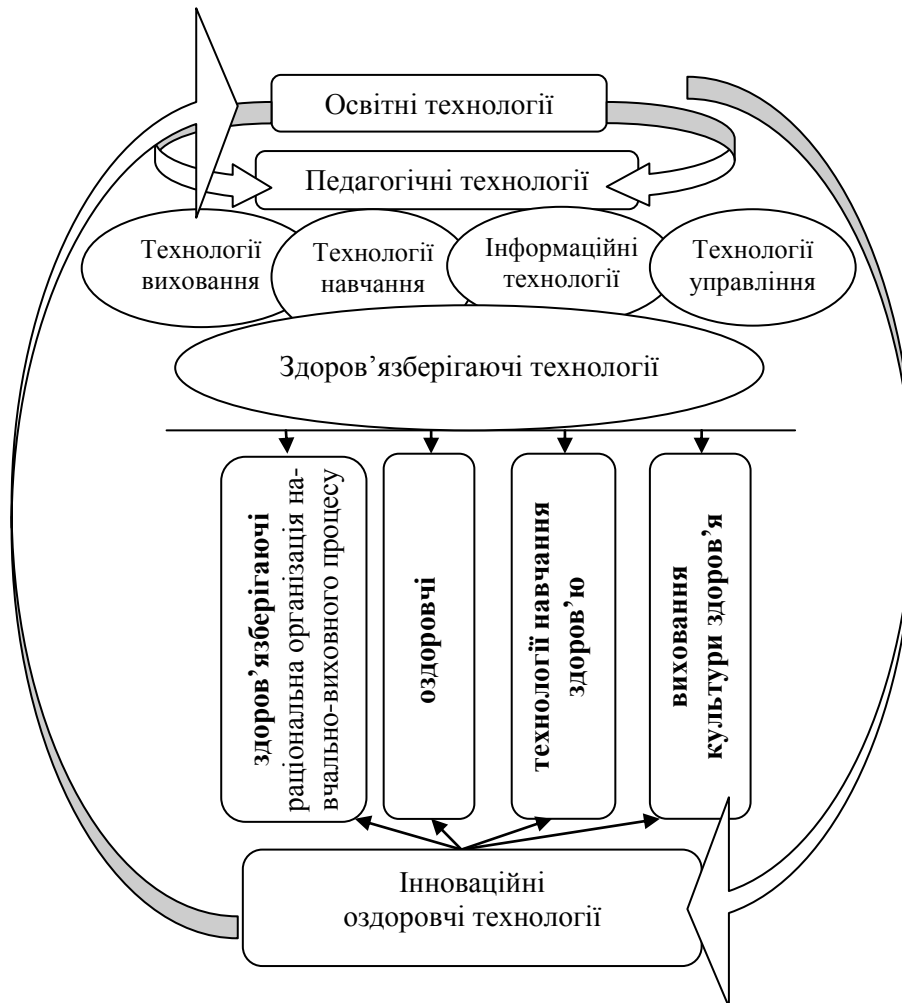 Освітні технології
Педагогічні технології
Технології
виховання
Технології
навчання
Інформаційні
технології
Технології
управління
Здоров’язберігаючі технології
здоров’язберігаючі
раціональна організація на-
вчально-виховного процесу
оздоровчі
технології навчання
здоров’ю
виховання
культури здоров’я
Інноваційні
оздоровчі технології